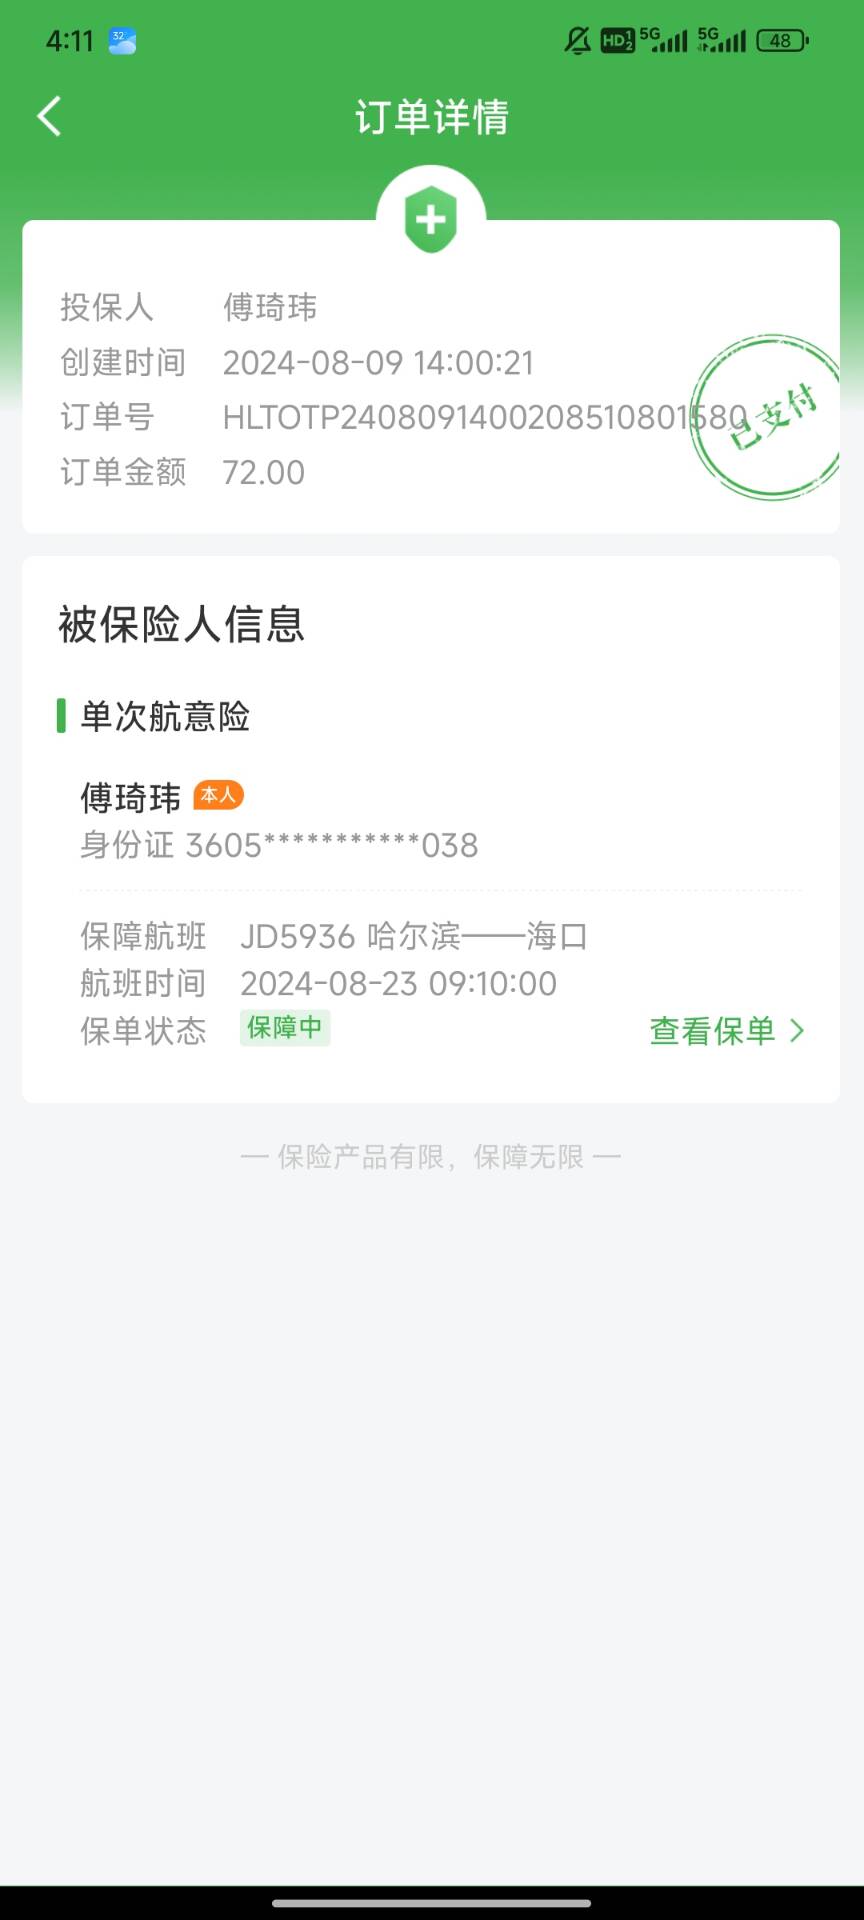 4:11 32° HD 1 2 5G 5G 48
订单详情
投保人 傅琦玮
创建时间 2024-08-09 14:00:21
订单号 HLTOTP2408091400208510801580
已支付
订单金额 72.00
被保险人信息
单次航意险
傅琦玮 本人
身份证 3605***********038
保障航班 JD5936 哈尔滨——海口
航班时间 2024-08-23 09:10:00
保单状态 保障中 查看保单 >
— 保险产品有限，保障无限 —